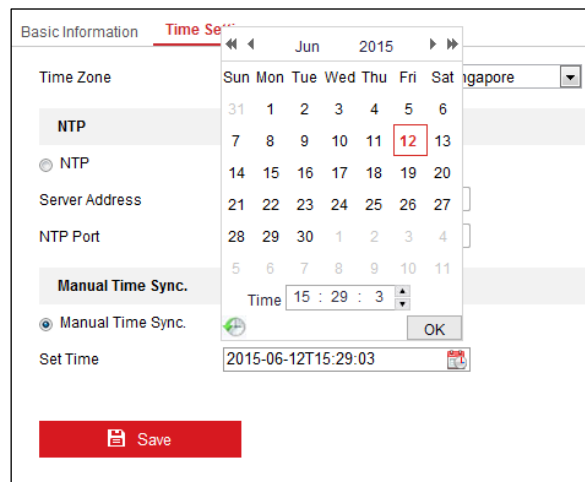 Basic Information Time Se
Jun 2015
Time Zone
Sun Mon Tue Wed Thu Fri Sat
ngapore
31 1 2 3 4 5 6
NTP
7 8 9 10 11 12 13
NTP
14 15 16 17 18 19 20
Server Address
21 22 23 24 25 26 27
NTP Port
28 29 30 1 2 3 4
5 6 7 8 9 10 11
Manual Time Sync.
Time 15 : 29 : 3
Manual Time Sync.
OK
Set Time 2015-06-12T15:29:03
Save